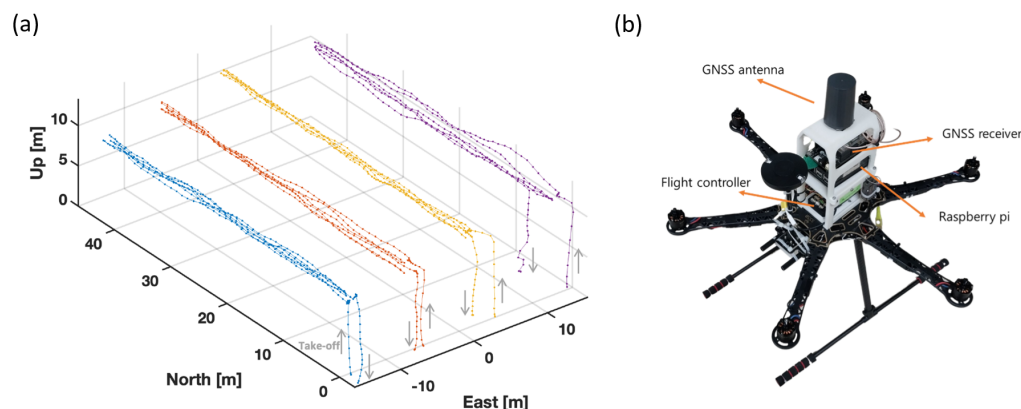 (a)
(b)
10
5
0
Up [m]
40
30
20
10
0
North [m]
-10
0
10
East [m]
Take-off
GNSS antenna
GNSS receiver
Flight controller
Raspberry pi